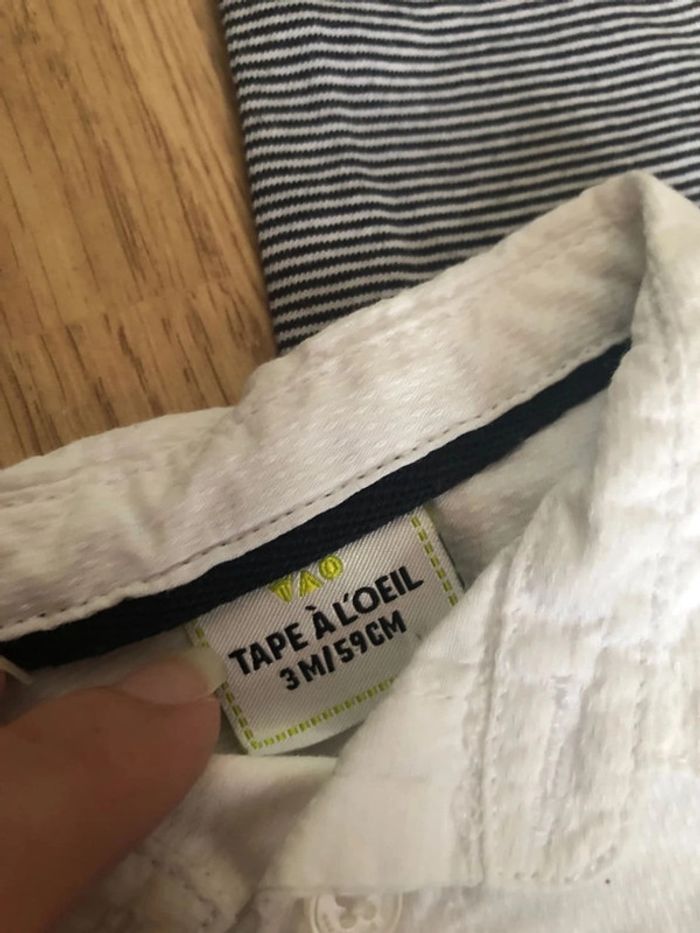 TAO
TAPE À L'OEIL
3M/59CM